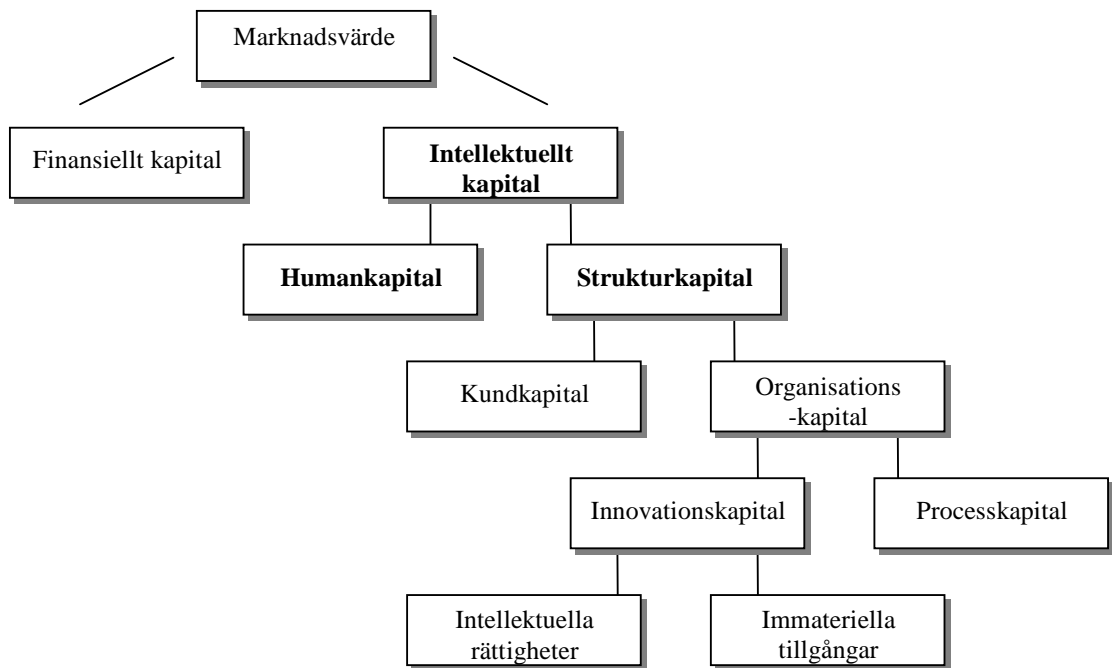 Marknadsvärde
Finansiellt kapital
Intellektuellt
kapital
Humankapital
Strukturkapital
Kundkapital
Organisations
-kapital
Innovationskapital
Processkapital
Intellektuella
rättigheter
Immateriella
tillgångar